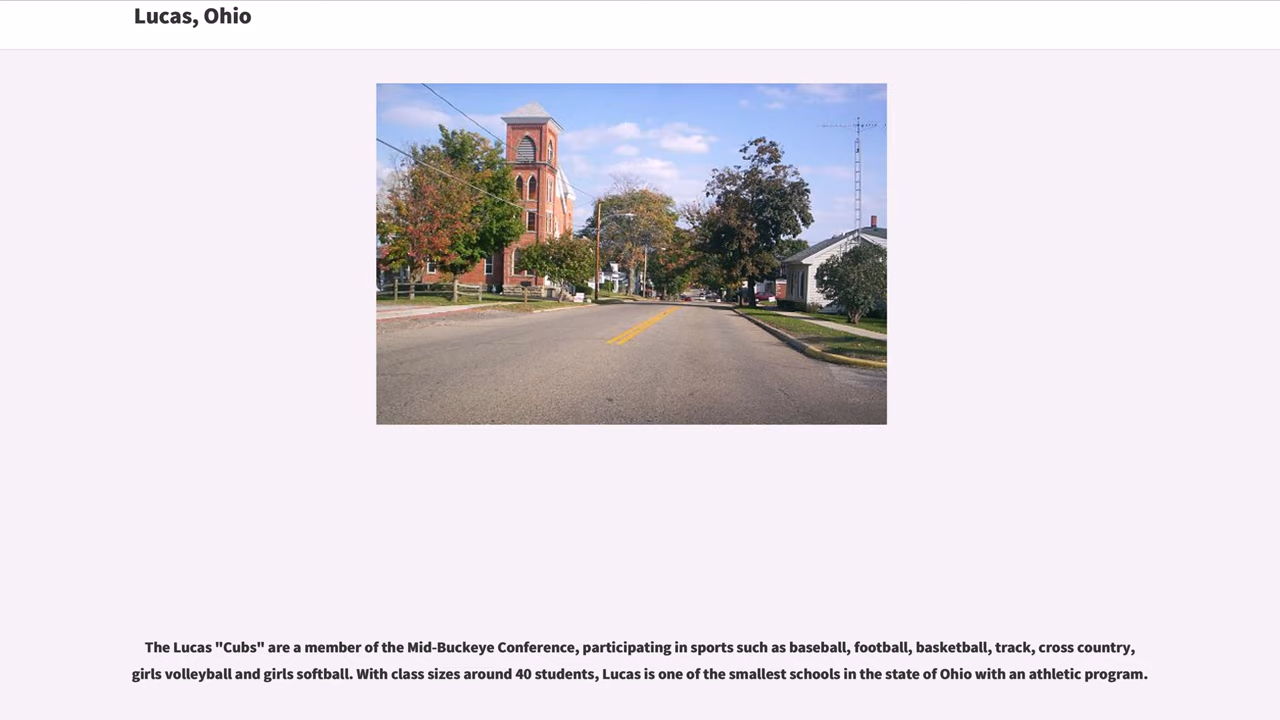 Lucas, Ohio
The Lucas "Cubs" are a member of the Mid-Buckeye Conference, participating in sports such as baseball, football, basketball, track, cross country,
girls volleyball and girls softball. With class sizes around 40 students, Lucas is one of the smallest schools in the state of Ohio with an athletic program.